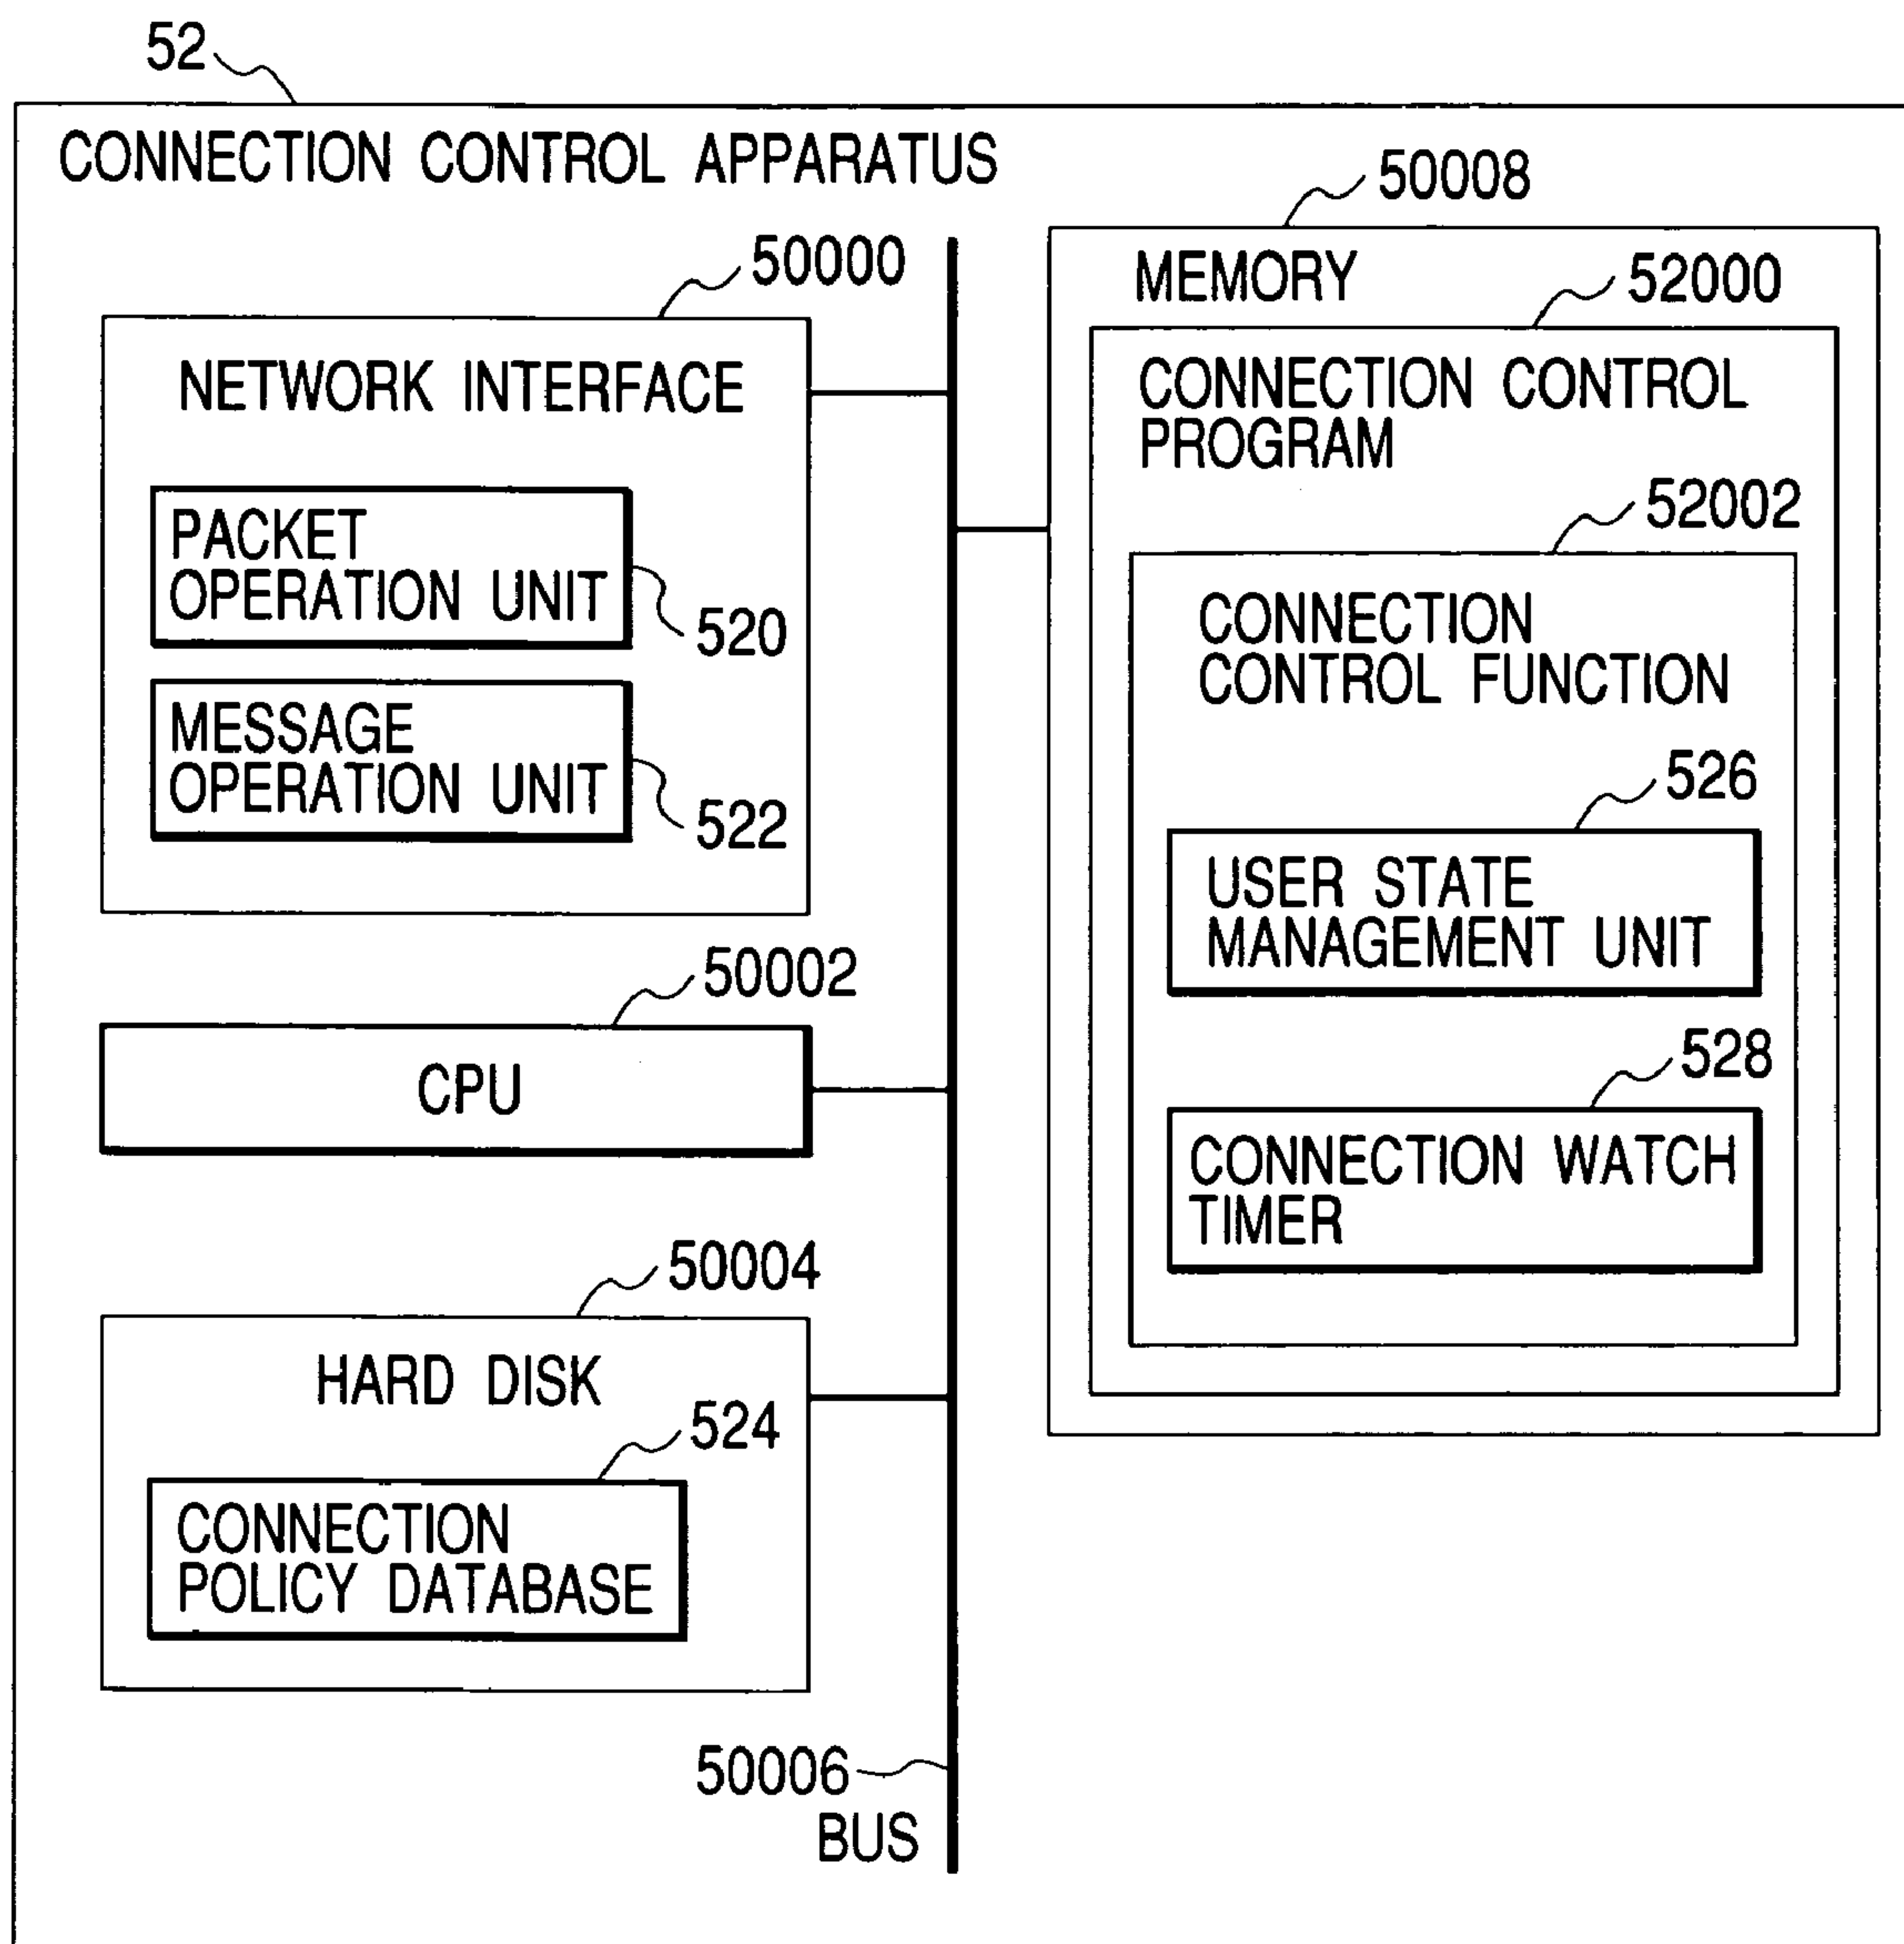 52
CONNECTION CONTROL APPARATUS
50000
NETWORK INTERFACE
PACKET
OPERATION UNIT
520
MESSAGE
OPERATION UNIT
522
50002
CPU
50004
HARD DISK
524
CONNECTION
POLICY DATABASE
50006
BUS
50008
MEMORY
52000
CONNECTION CONTROL
PROGRAM
52002
CONNECTION
CONTROL FUNCTION
526
USER STATE
MANAGEMENT UNIT
528
CONNECTION WATCH
TIMER